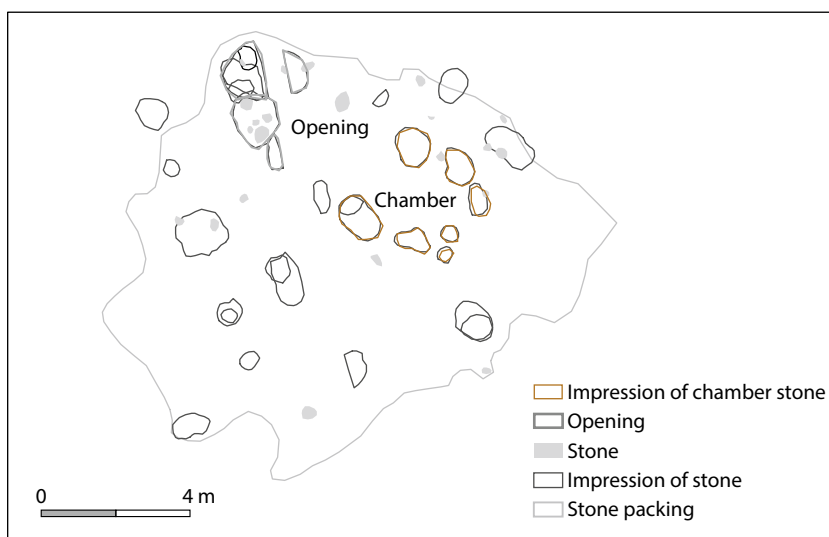 Opening
Chamber
Impression of chamber stone
Opening
Stone
Impression of stone
Stone packing
0 4 m